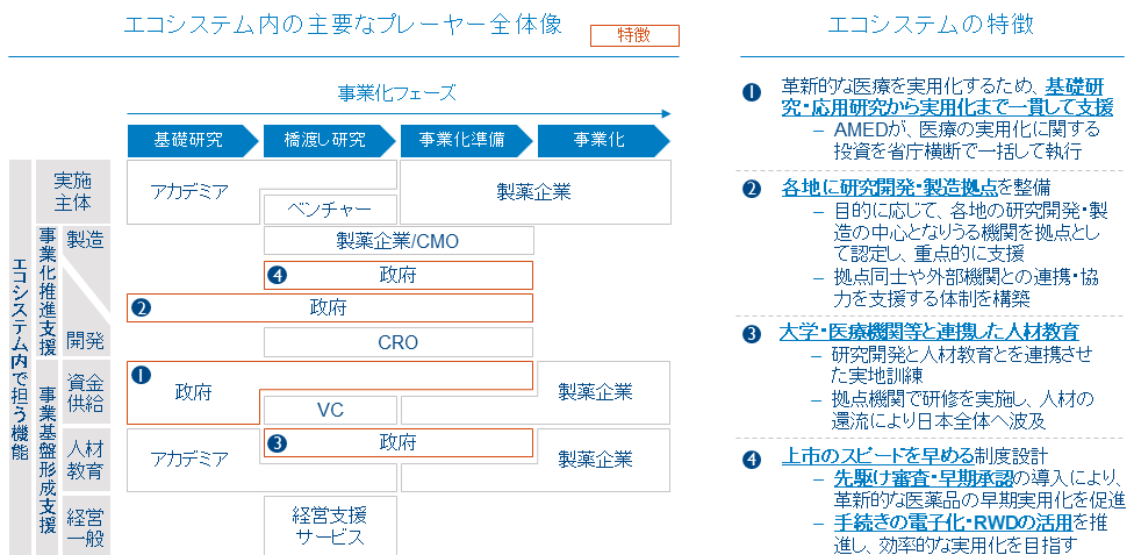 エコシステム内の主要なプレーヤー全体像
特徴
事業化フェーズ
基礎研究
橋渡し研究
事業化準備
事業化
エコシステム内で担う機能
実施
主体
アカデミア
ベンチャー
製薬企業
事業化推進支援
製造
開発
製薬企業/CMO
4 政府
2 政府
CRO
事業基盤形成支援
資金
供給
1 政府
VC
製薬企業
人材
教育
アカデミア
3 政府
製薬企業
経営
一般
経営支援
サービス
エコシステムの特徴
1 革新的な医療を実用化するため、基礎研
究・応用研究から実用化まで一貫して支援
– AMEDが、医療の実用化に関する
投資を省庁横断で一括して執行
2 各地に研究開発・製造拠点を整備
– 目的に応じて、各地の研究開発・製
造の中心となりうる機関を拠点とし
て認定し、重点的に支援
– 拠点同士や外部機関との連携・協
力を支援する体制を構築
3 大学・医療機関等と連携した人材教育
– 研究開発と人材教育とを連携させ
た実地訓練
– 拠点機関で研修を実施し、人材の
還流により日本全体へ波及
4 上市のスピードを早める制度設計
– 先駆け審査・早期承認の導入により、
革新的な医薬品の早期実用化を促進
– 手続きの電子化・RWDの活用を推
進し、効率的な実用化を目指す